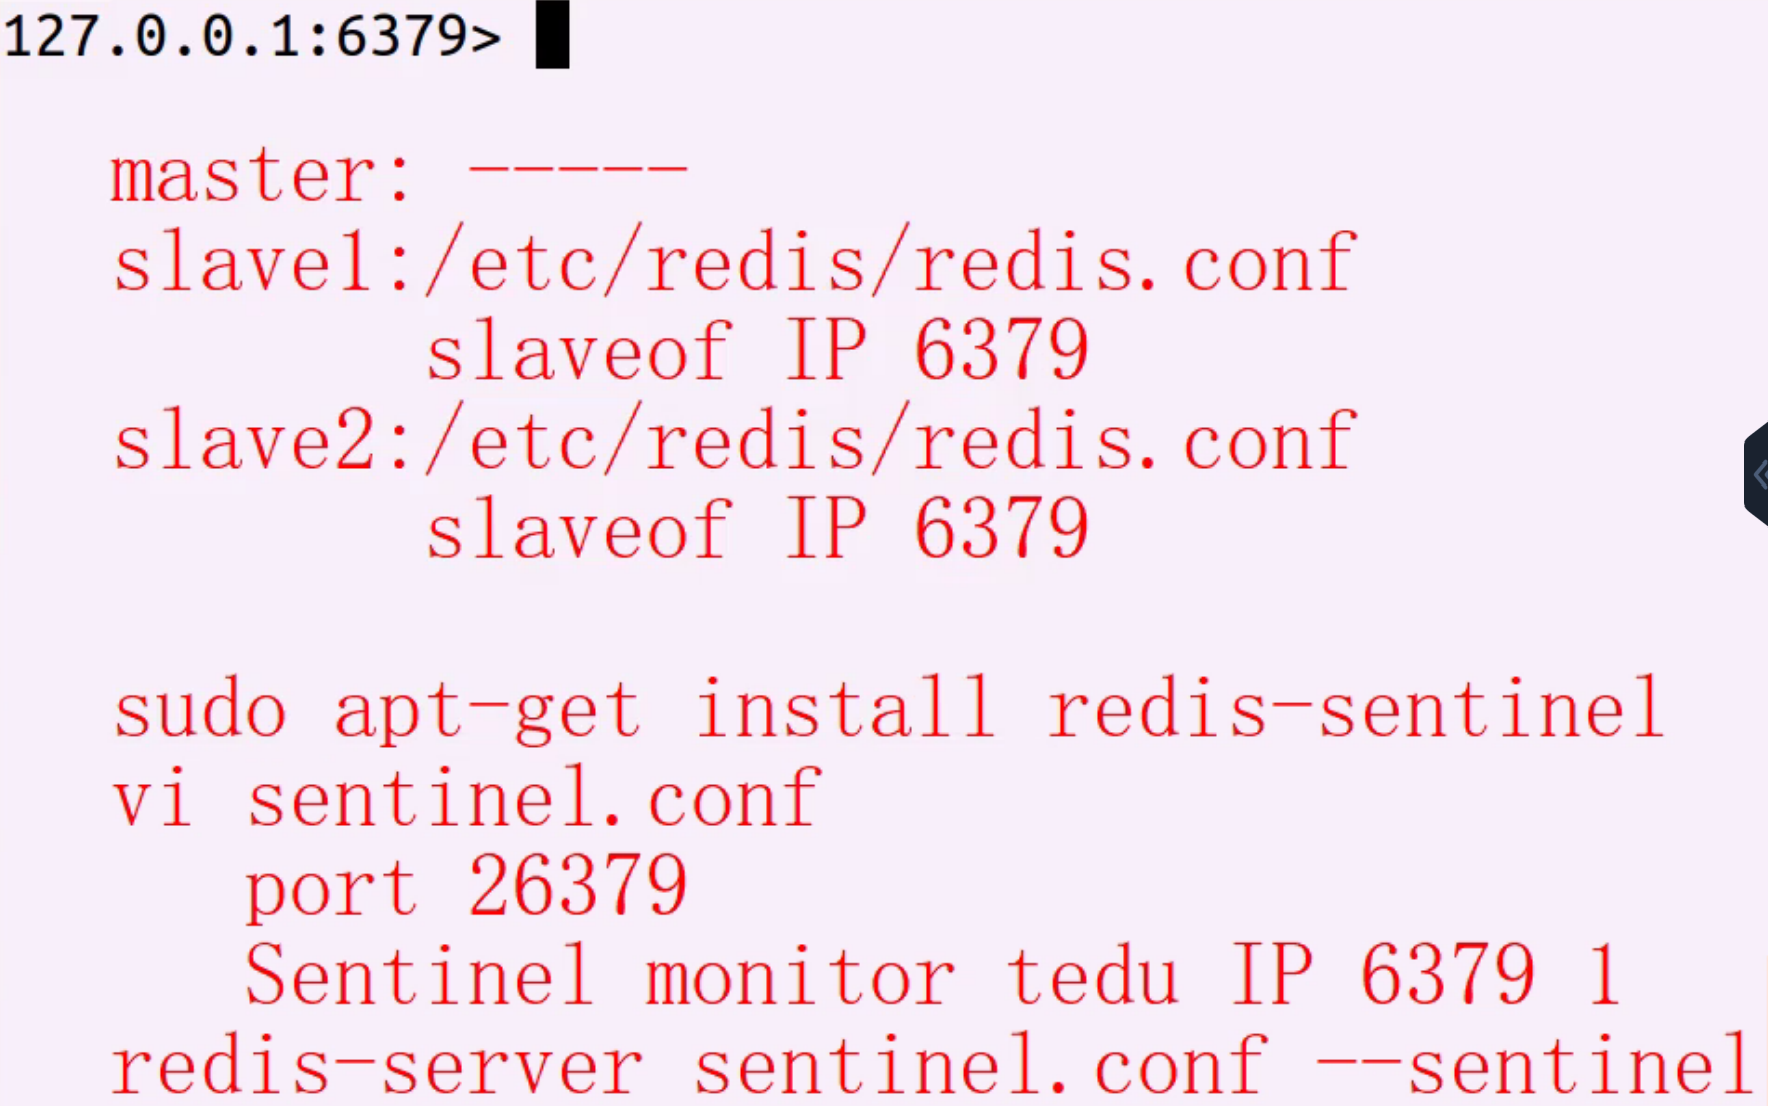 127.0.0.1:6379>
master: -----
slave1:/etc/redis/redis.conf
slaveof IP 6379
slave2:/etc/redis/redis.conf
slaveof IP 6379
sudo apt-get install redis-sentinel
vi sentinel.conf
port 26379
Sentinel monitor tedu IP 6379 1
redis-server sentinel.conf --sentinel